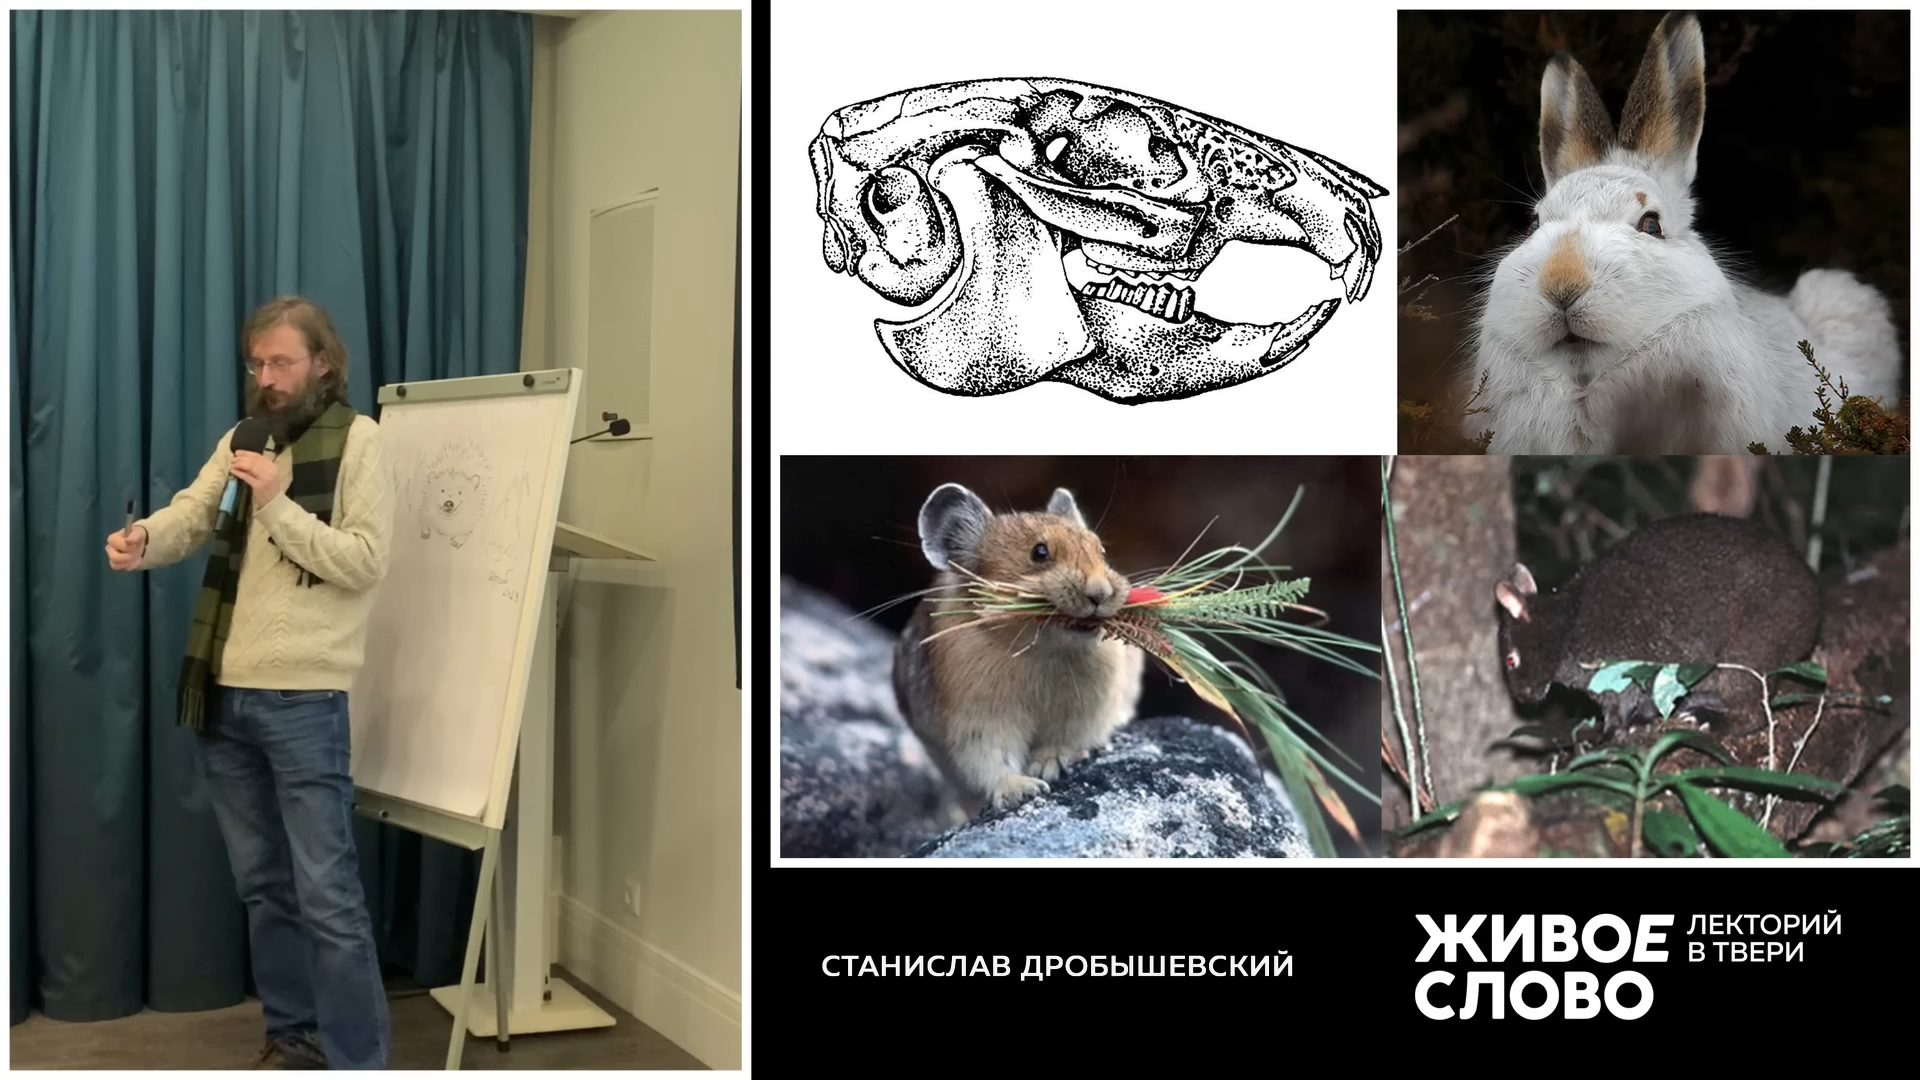 СТАНИСЛАВ ДРОБЫШЕВСКИЙ
ЖИВОЕ
СЛОВО
ЛЕКТОРИЙ
В ТВЕРИ